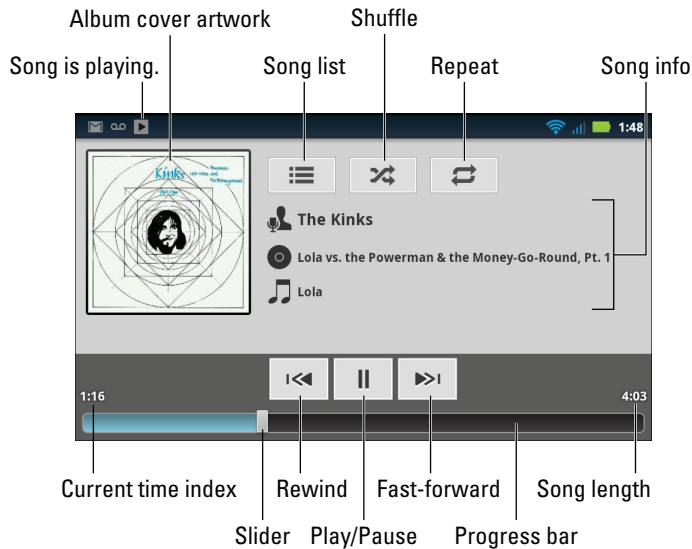 Album cover artwork
Shuffle
Song is playing.
Song list
Repeat
Song info
1:48
Kinks
The Kinks
Lola vs. the Powerman & the Money-Go-Round, Pt. 1
Lola
1:16
4:03
Current time index
Rewind
Fast-forward
Song length
Slider
Play/Pause
Progress bar